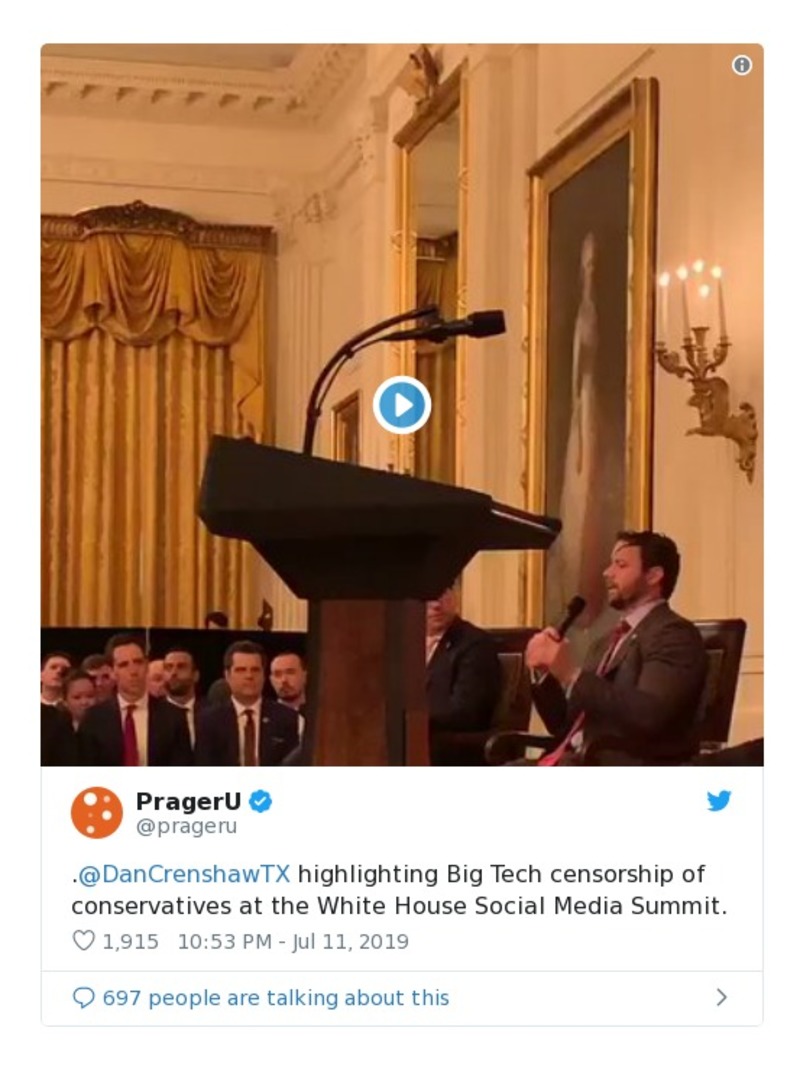 PragerU
@prageru
.@DanCrenshawTX highlighting Big Tech censorship of
conservatives at the White House Social Media Summit.
1,915 10:53 PM - Jul 11, 2019
697 people are talking about this